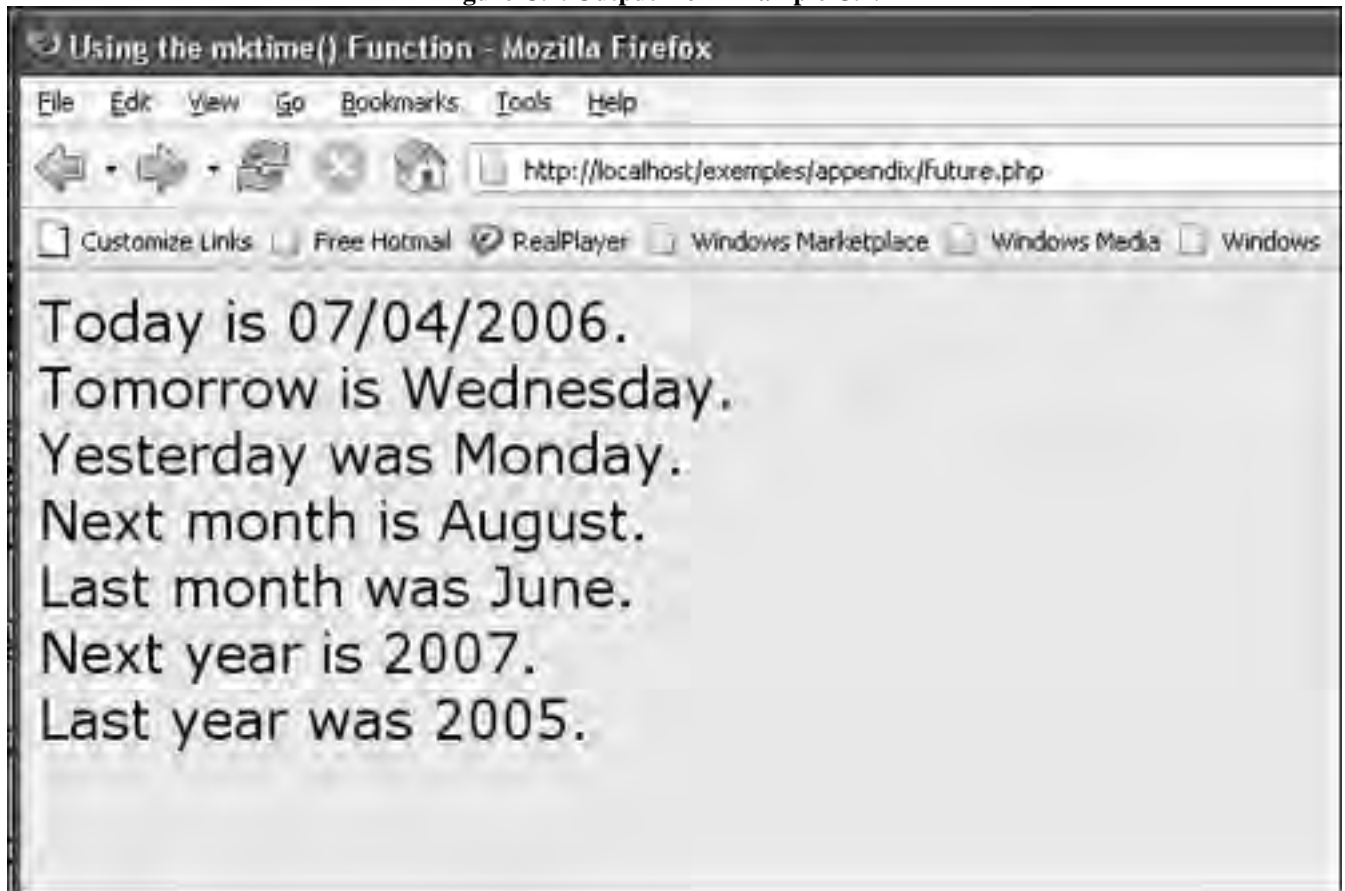 Using the mktime() Function - Mozilla Firefox
File Edit View Go Bookmarks Tools Help
http://localhost/exemples/appendix/future.php
Customize Links Free Hotmail RealPlayer Windows Marketplace Windows Media Windows
Today is 07/04/2006.
Tomorrow is Wednesday.
Yesterday was Monday.
Next month is August.
Last month was June.
Next year is 2007.
Last year was 2005.